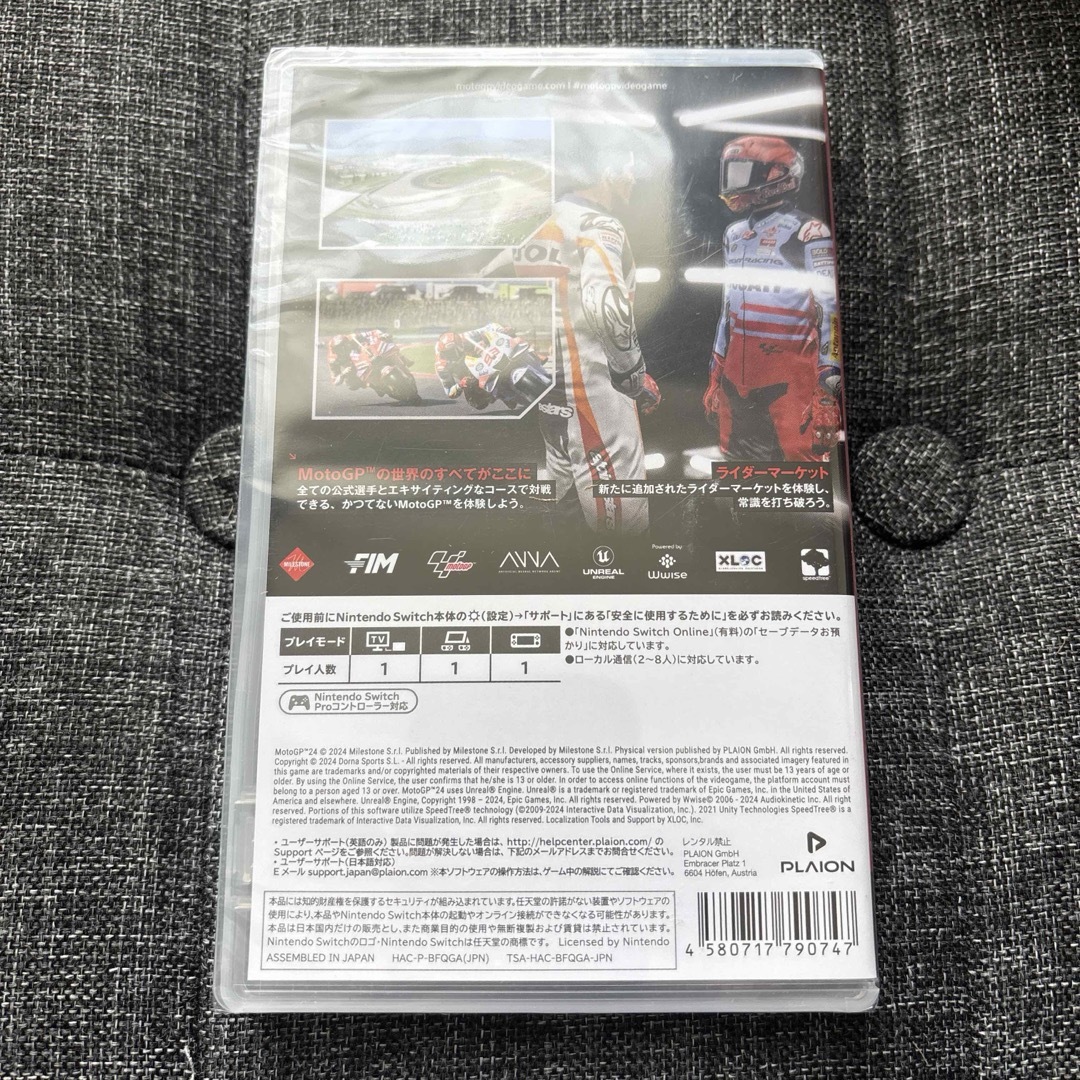 motogpvideogame.com | #motogpvideogame
MotoGP™の世界のすべてがここに
全ての公式選手とエキサイティングなコースで対戦
できる、かつてないMotoGP™を体験しよう。
ライダーマーケット
新たに追加されたライダーマーケットを体験し、
常識を打ち破ろう。
MILESTONE
FIM
motoGP
UNREAL
ENGINE
Powered by
Wwise
XLOC
speedtree
ご使用前にNintendo Switch本体の(設定)→「サポート」にある「安全に使用するために」を必ずお読みください。
プレイモード TV
プレイ人数 1 1 1
●「Nintendo Switch Online」(有料)の「セーブデータお預
かり」に対応しています。
●ローカル通信(2〜8人)に対応しています。
Nintendo Switch
Proコントローラー対応
MotoGP™24 © 2024 Milestone S.r.l. Published by Milestone S.r.l. Developed by Milestone S.r.l. Physical version published by PLAION GmbH. All rights reserved.
Copyright © 2024 Dorna Sports S.L. - All rights reserved. All manufacturers, accessory suppliers, names, tracks, sponsors,brands and associated imagery featured in
this game are trademarks and/or copyrighted materials of their respective owners. To use the Online Service, where it exists, the user must be 13 years of age or
older. By using the Online Service, the user confirms that he/she is 13 or older. In order to access online functions of the videogame, the platform account must
belong to a person aged 13 or over. MotoGP™24 uses Unreal® Engine. Unreal® is a trademark or registered trademark of Epic Games, Inc. in the United States of
America and elsewhere. Unreal® Engine, Copyright 1998 – 2024, Epic Games, Inc. All rights reserved. Powered by Wwise© 2006 - 2024 Audiokinetic Inc. All rights
reserved. Portions of this software utilize SpeedTree® technology (©2009-2024 Interactive Data Visualization, Inc.). 2021 Unity Technologies SpeedTree® is a
registered trademark of Interactive Data Visualization, Inc. All rights reserved. Localization Tools and Support by XLOC, Inc.
・ユーザーサポート(英語のみ) 製品に問題が発生した場合は、http://helpcenter.plaion.com/ の
Support ページをご参照ください。問題が解決しない場合は、下記のメールアドレスまでお問合せください。
・ユーザーサポート(日本語対応)
E メール support.japan@plaion.com ※本ソフトウェアの操作方法は、ゲーム中の解説にてご確認ください。
レンタル禁止
PLAION GmbH
Embracer Platz 1
6604 Höfen, Austria
PLAION
本品には知的財産権を保護するセキュリティが組み込まれています。任天堂の許諾がない装置やソフトウェアの
使用により、本品やNintendo Switch本体の起動やオンライン接続ができなくなる可能性があります。
本品は日本国内だけの販売とし、また商業目的の使用や無断複製および賃貸は禁止されています。
Nintendo Switchのロゴ・Nintendo Switchは任天堂の商標です。 Licensed by Nintendo
ASSEMBLED IN JAPAN HAC-P-BFQGA(JPN) TSA-HAC-BFQGA-JPN
4 580717 790747